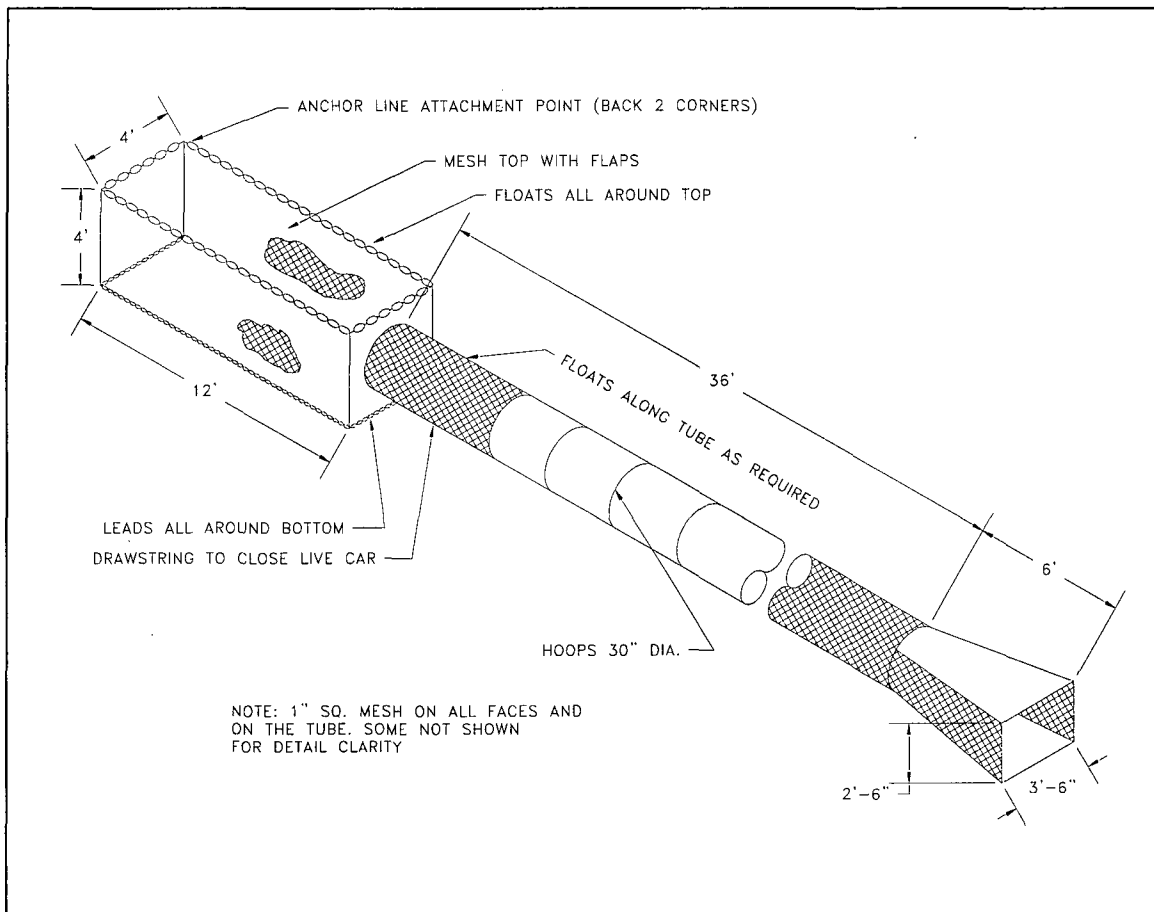 ANCHOR LINE ATTACHMENT POINT (BACK 2 CORNERS)
4'
MESH TOP WITH FLAPS
FLOATS ALL AROUND TOP
4'
12'
36'
FLOATS ALONG TUBE AS REQUIRED
6'
LEADS ALL AROUND BOTTOM
DRAWSTRING TO CLOSE LIVE CAR
HOOPS 30" DIA.
NOTE: 1" SQ. MESH ON ALL FACES AND
ON THE TUBE. SOME NOT SHOWN
FOR DETAIL CLARITY
2'-6"
3'-6"